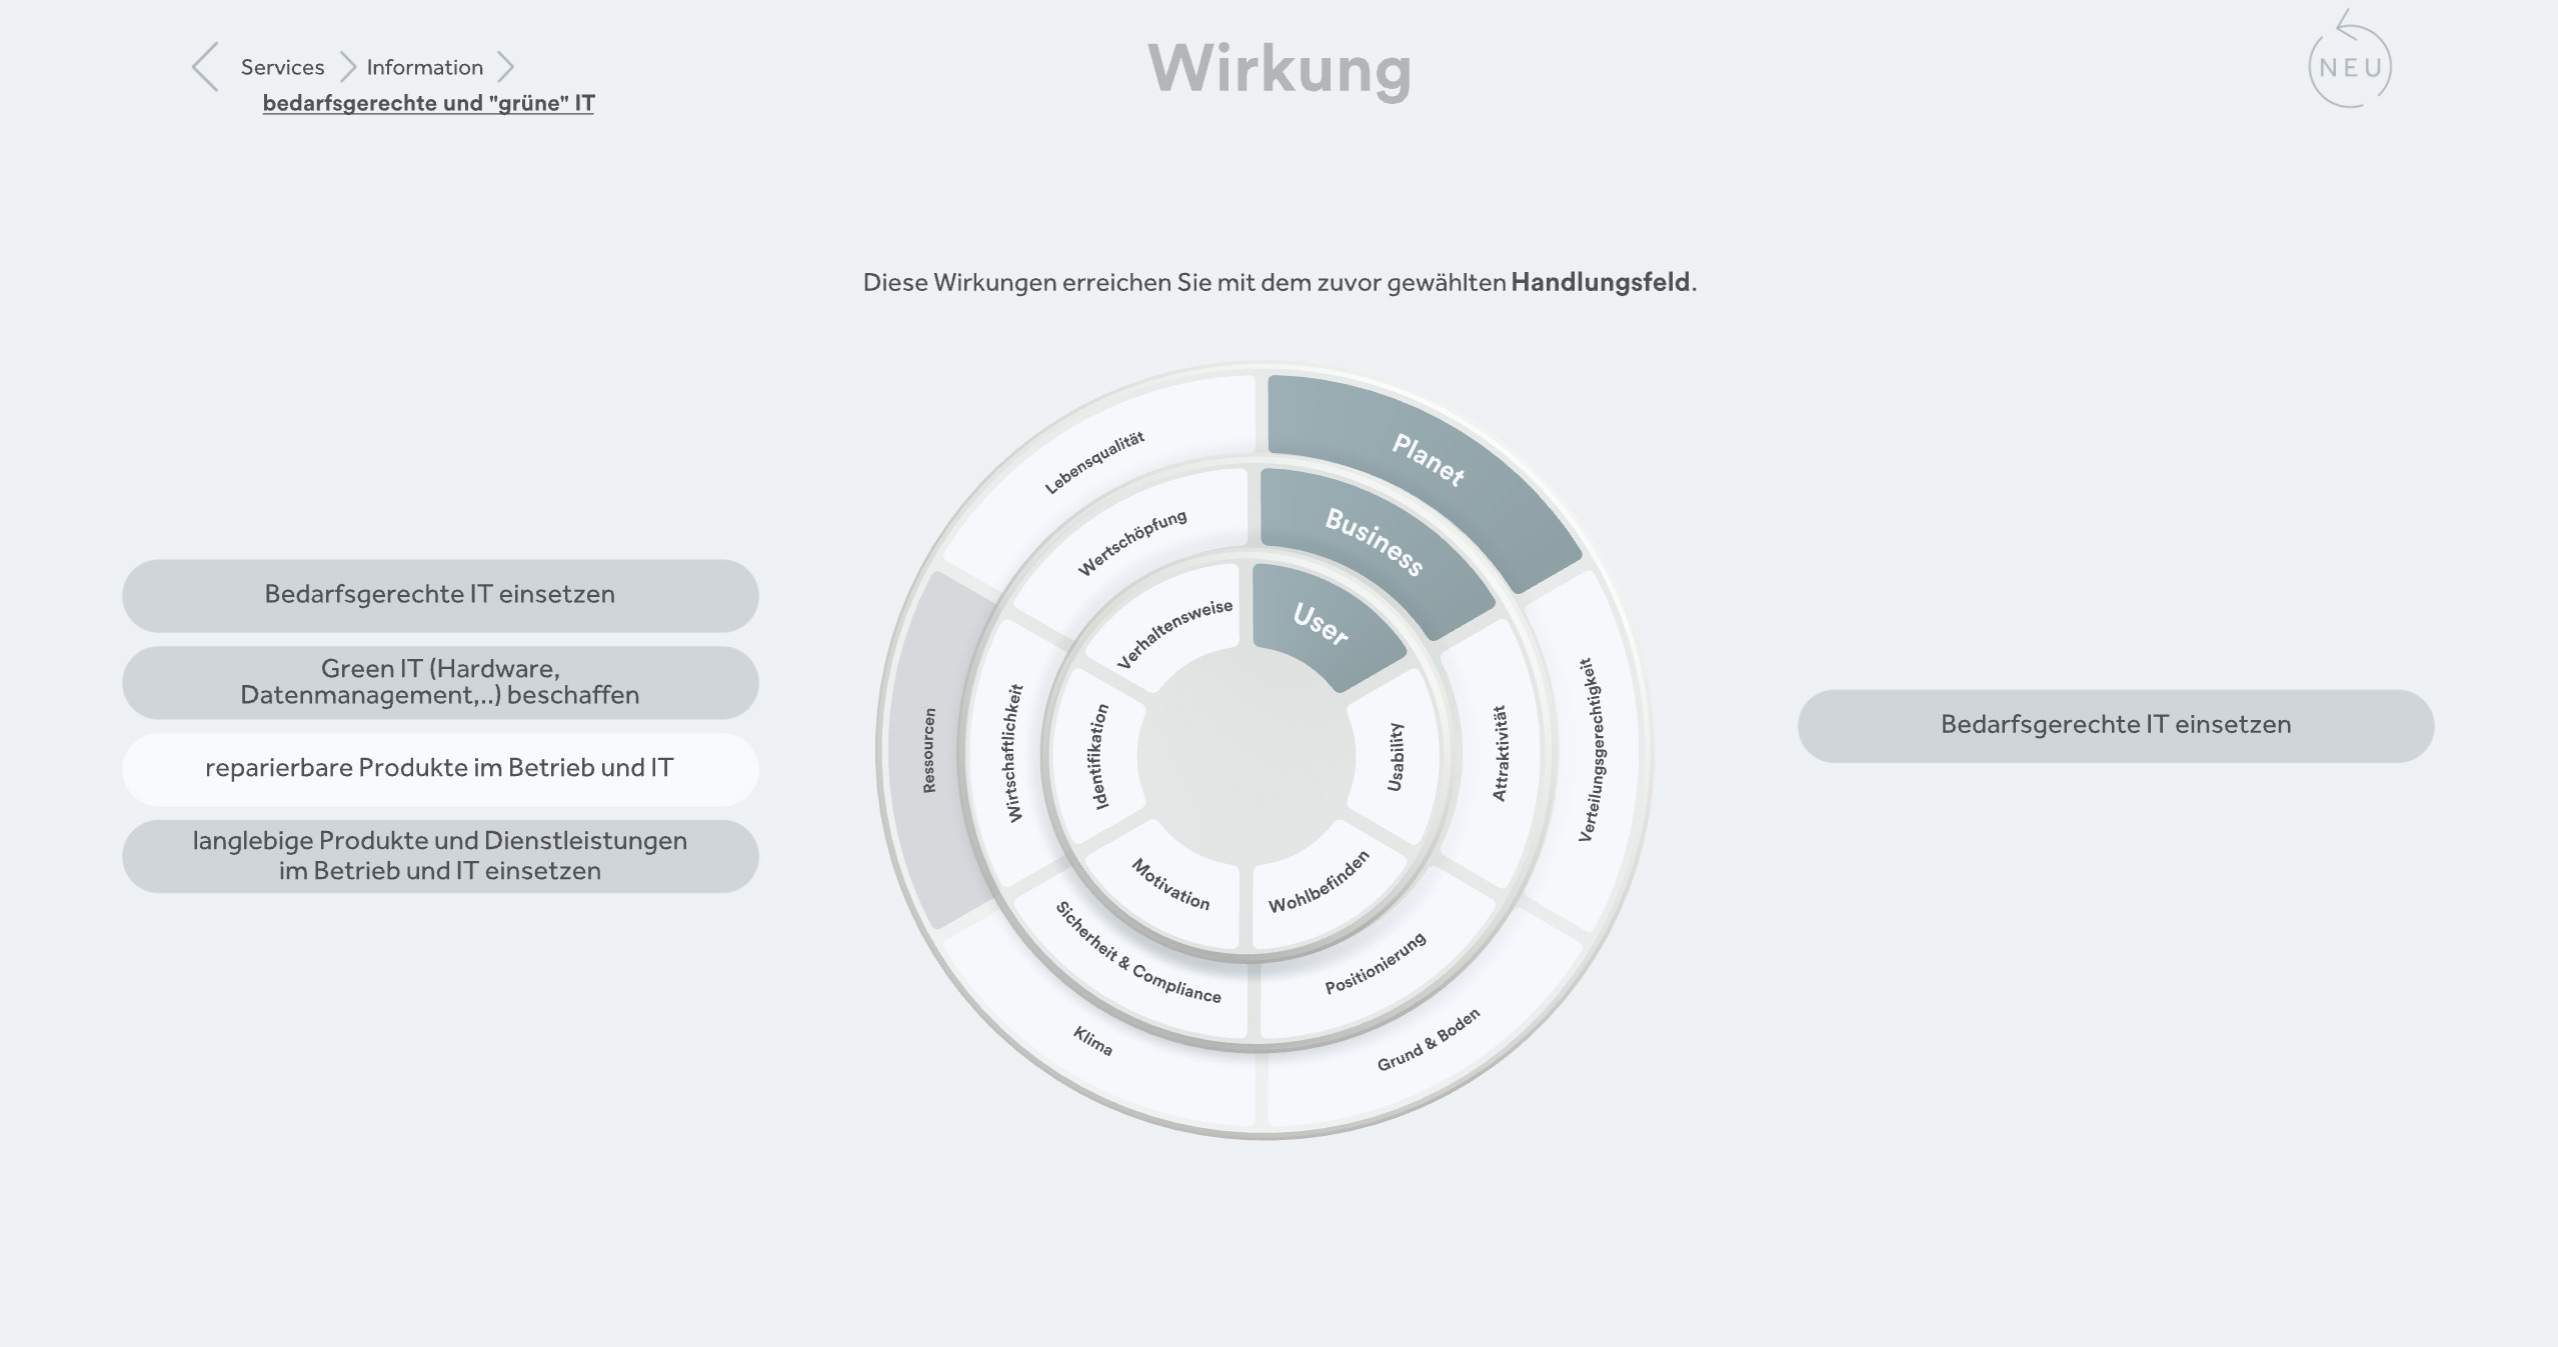 Services Information
bedarfsgerechte und "grüne" IT
Wirkung
NEU
Diese Wirkungen erreichen Sie mit dem zuvor gewählten Handlungsfeld.
Bedarfsgerechte IT einsetzen
Green IT (Hardware,
Datenmanagement,..) beschaffen
reparierbare Produkte im Betrieb und IT
langlebige Produkte und Dienstleistungen
im Betrieb und IT einsetzen
Planet
Verteilungsgerechtigkeit
Grund & Boden
Klima
Ressourcen
Lebensqualität
Business
Attraktivität
Positionierung
Sicherheit & Compliance
Wirtschaftlichkeit
Wertschöpfung
User
Usability
Wohlbefinden
Motivation
Identifikation
Verhaltensweise
Bedarfsgerechte IT einsetzen